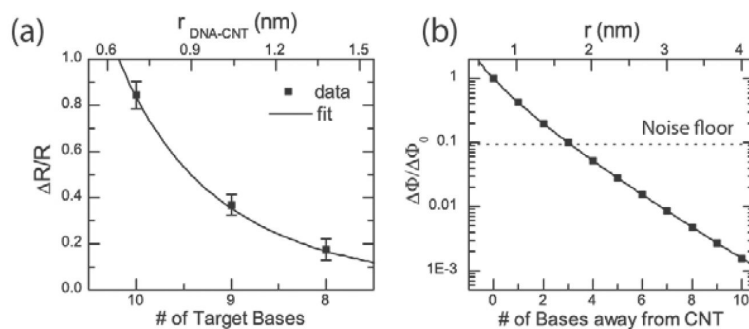 (a)
r DNA-CNT (nm)
0.6 0.9 1.2 1.5
1.0
0.8
0.6
0.4
0.2
0.0
ΔR/R
data
fit
10 9 8
# of Target Bases
(b)
r (nm)
1 2 3 4
1
0.1
0.01
1E-3
ΔΦ/ΔΦ0
Noise floor
0 2 4 6 8 10
# of Bases away from CNT